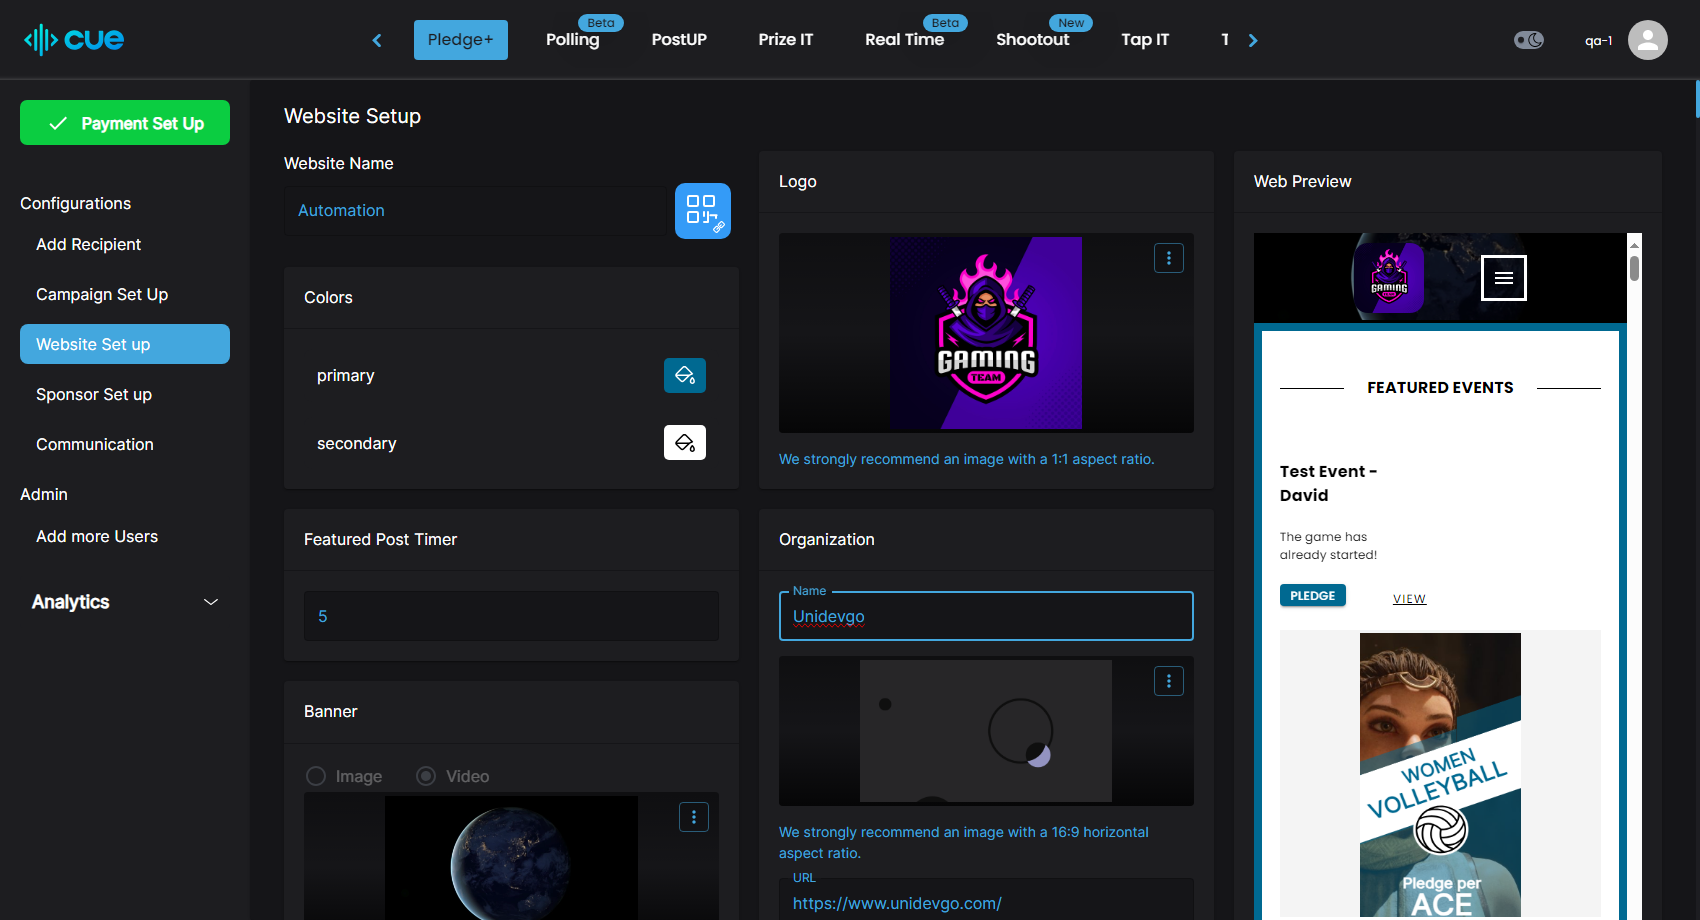 cue
Pledge+
Beta
Polling
PostUP
Prize IT
Beta
Real Time
New
Shootout
Tap IT
qa-1
Payment Set Up
Configurations
Add Recipient
Campaign Set Up
Website Set up
Sponsor Set up
Communication
Admin
Add more Users
Analytics
Website Setup
Website Name
Automation
Colors
primary
secondary
Featured Post Timer
5
Banner
Image
Video
Logo
GAMING
TEAM
We strongly recommend an image with a 1:1 aspect ratio.
Organization
Name
Unidevgo
We strongly recommend an image with a 16:9 horizontal
aspect ratio.
URL
https://www.unidevgo.com/
Web Preview
GAMING
FEATURED EVENTS
Test Event -
David
The game has
already started!
PLEDGE
VIEW
WOMEN
VOLLEYBALL
Pledge per
ACE